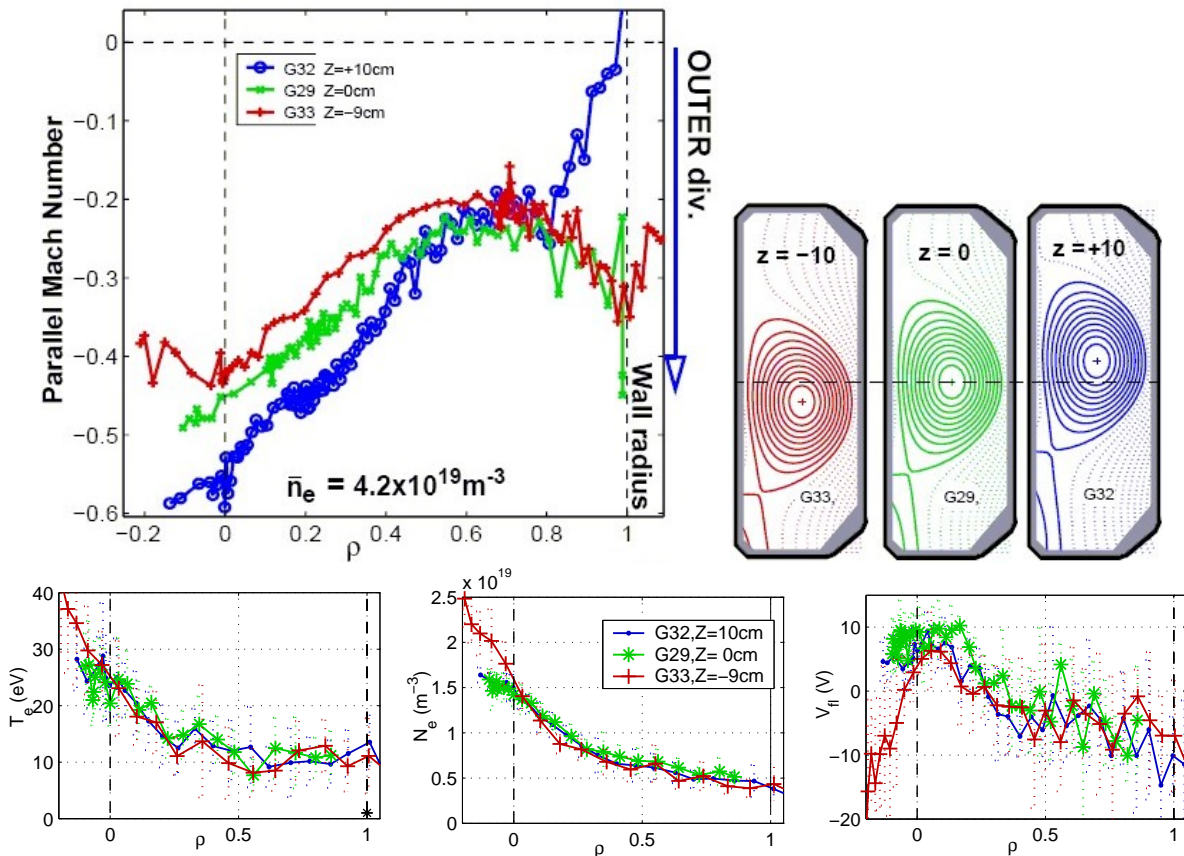 0
−0.1
−0.2
−0.3
−0.4
−0.5
−0.6
Parallel Mach Number
G32 Z=+10cm
G29 Z=0cm
G33 Z=−9cm
n̄e = 4.2x10¹⁹m⁻³
Wall radius
OUTER div.
−0.2 0 0.2 0.4 0.6 0.8 1
ρ
z = −10
z = 0
z = +10
G33,
G29,
G32
40
30
20
10
0
Te (eV)
0 0.5 1
ρ
x 10¹⁹
2.5
2.0
1.5
1.0
0.5
0
Ne (m⁻³)
G32,Z=10cm
G29,Z= 0cm
G33,Z=−9cm
0 0.5 1
ρ
10
0
−10
−20
Vfl (V)
0 0.5 1
ρ